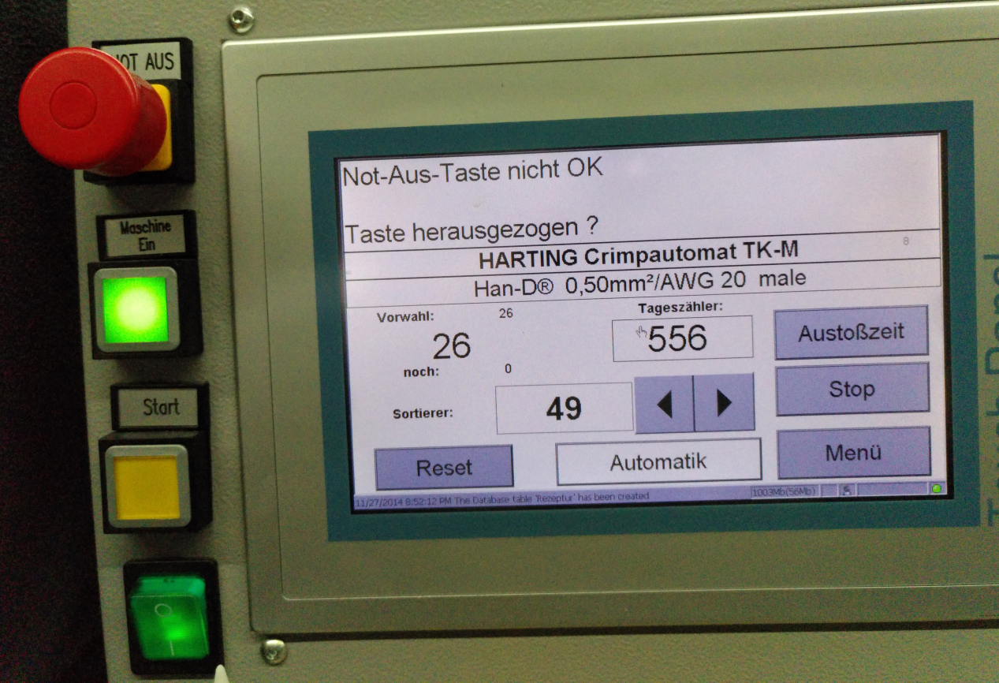 NOT AUS
Maschine
Ein
Start
Not-Aus-Taste nicht OK
Taste herausgezogen ?
HARTING Crimpautomat TK-M
8
Han-D® 0,50mm²/AWG 20 male
Vorwahl:
26
Tageszähler:
26
556
Austoßzeit
noch:
0
Stop
Sortierer:
49
Reset
Automatik
Menü
11/27/2014 8:52:12 PM The Database table 'Rezeptur' has been created
1003Mb(56Mb)
Touch Panel